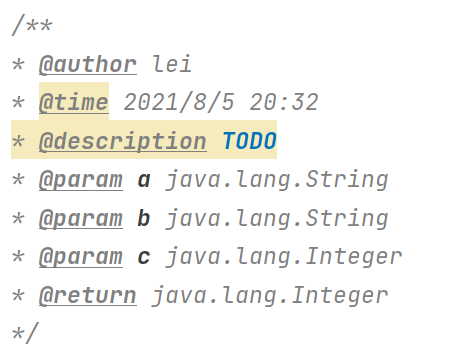 /**
* @author lei
* @time 2021/8/5 20:32
* @description TODO
* @param a java.lang.String
* @param b java.lang.String
* @param c java.lang.Integer
* @return java.lang.Integer
*/